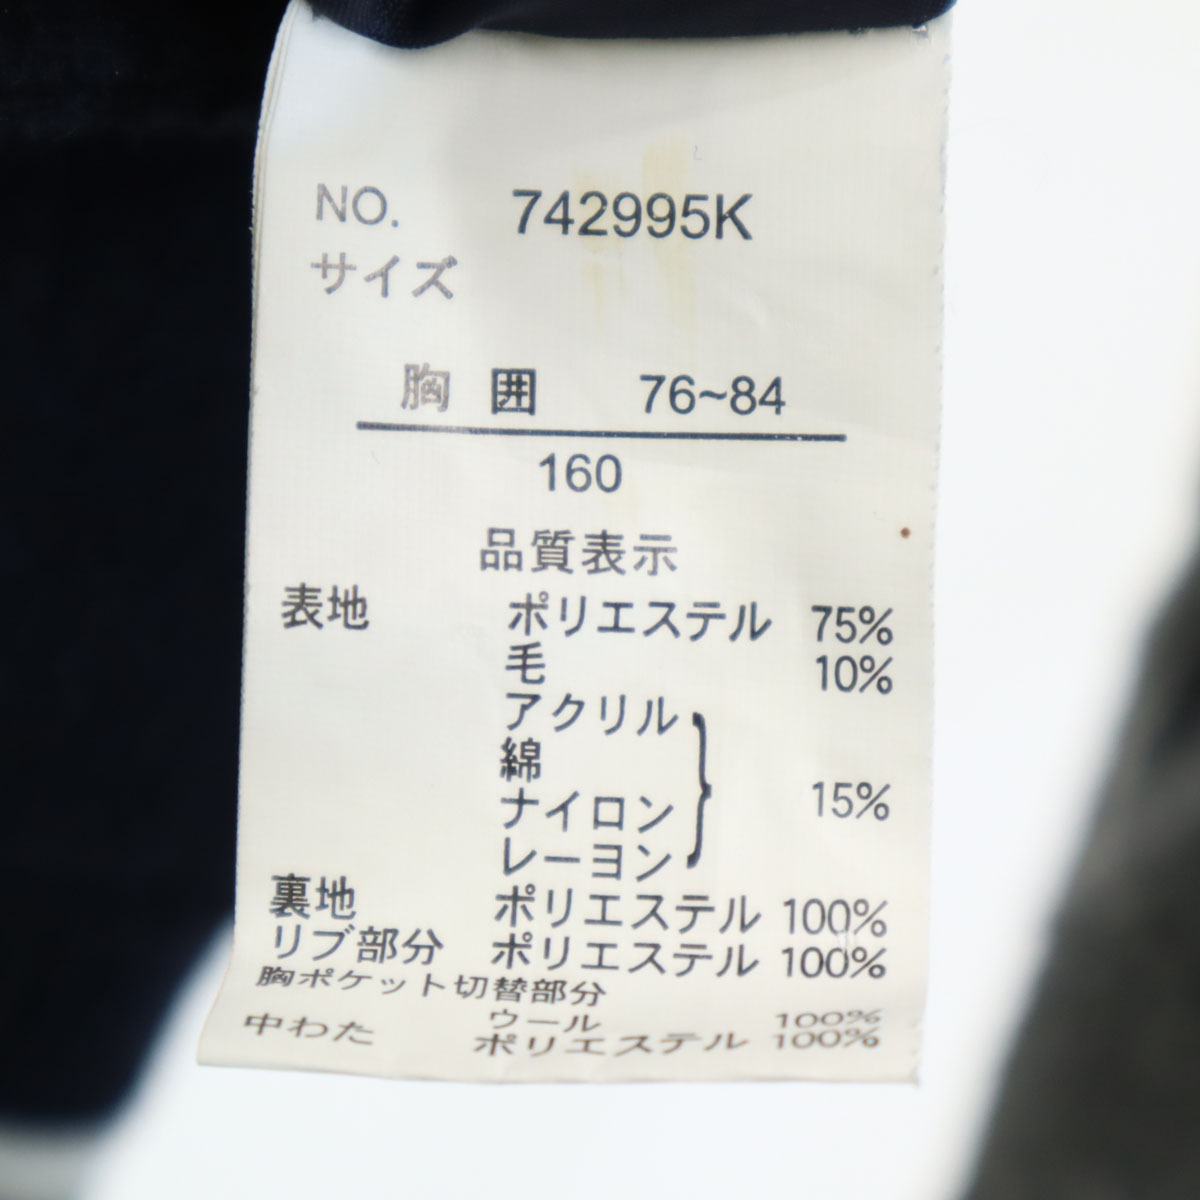 NO. 742995K
サイズ
胸 囲 76~84
160
品質表示
表地 ポリエステル 75%
毛 10%
アクリル
綿
ナイロン 15%
レーヨン
裏地 ポリエステル 100%
リブ部分 ポリエステル 100%
胸ポケット切替部分
ウール 100%
中わた ポリエステル 100%